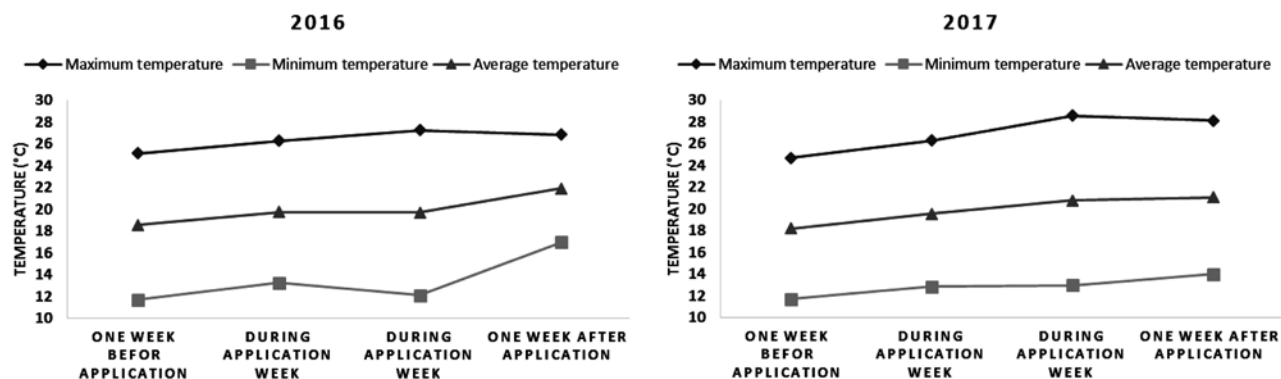 2016
Maximum temperature Minimum temperature Average temperature
TEMPERATURE (°C)
30
28
26
24
22
20
18
16
14
12
10
ONE WEEK
BEFOR
APPLICATION
DURING
APPLICATION
WEEK
DURING
APPLICATION
WEEK
ONE WEEK AFTER
APPLICATION
2017
Maximum temperature Minimum temperature Average temperature
TEMPERATURE (°C)
30
28
26
24
22
20
18
16
14
12
10
ONE WEEK
BEFOR
APPLICATION
DURING
APPLICATION
WEEK
DURING
APPLICATION
WEEK
ONE WEEK AFTER
APPLICATION